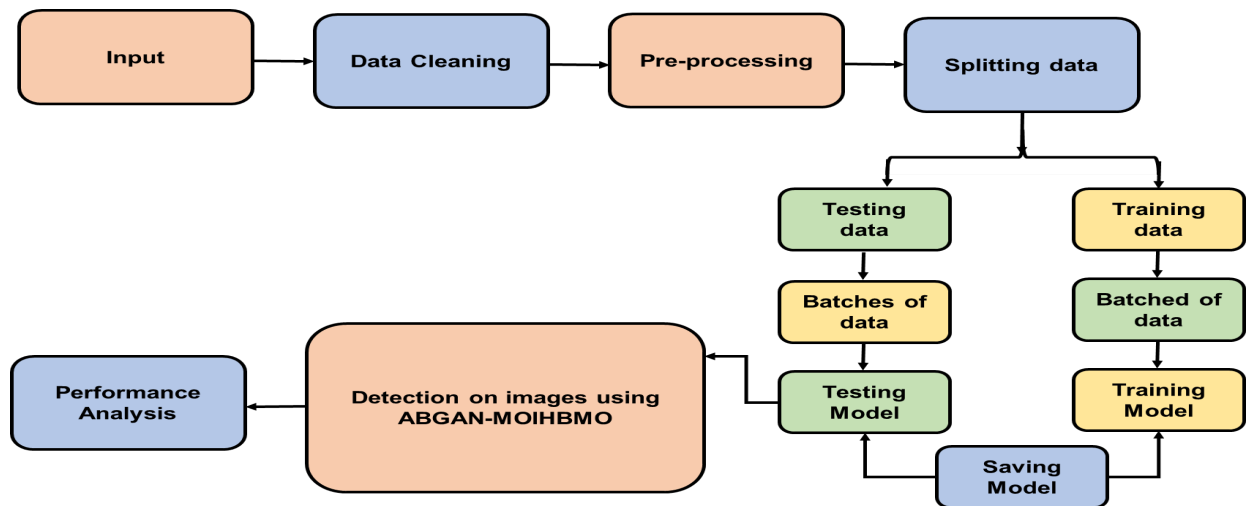 Input
Data Cleaning
Pre-processing
Splitting data
Testing
data
Training
data
Batches of
data
Batched of
data
Testing
Model
Training
Model
Saving
Model
Detection on images using
ABGAN-MOIHBMO
Performance
Analysis